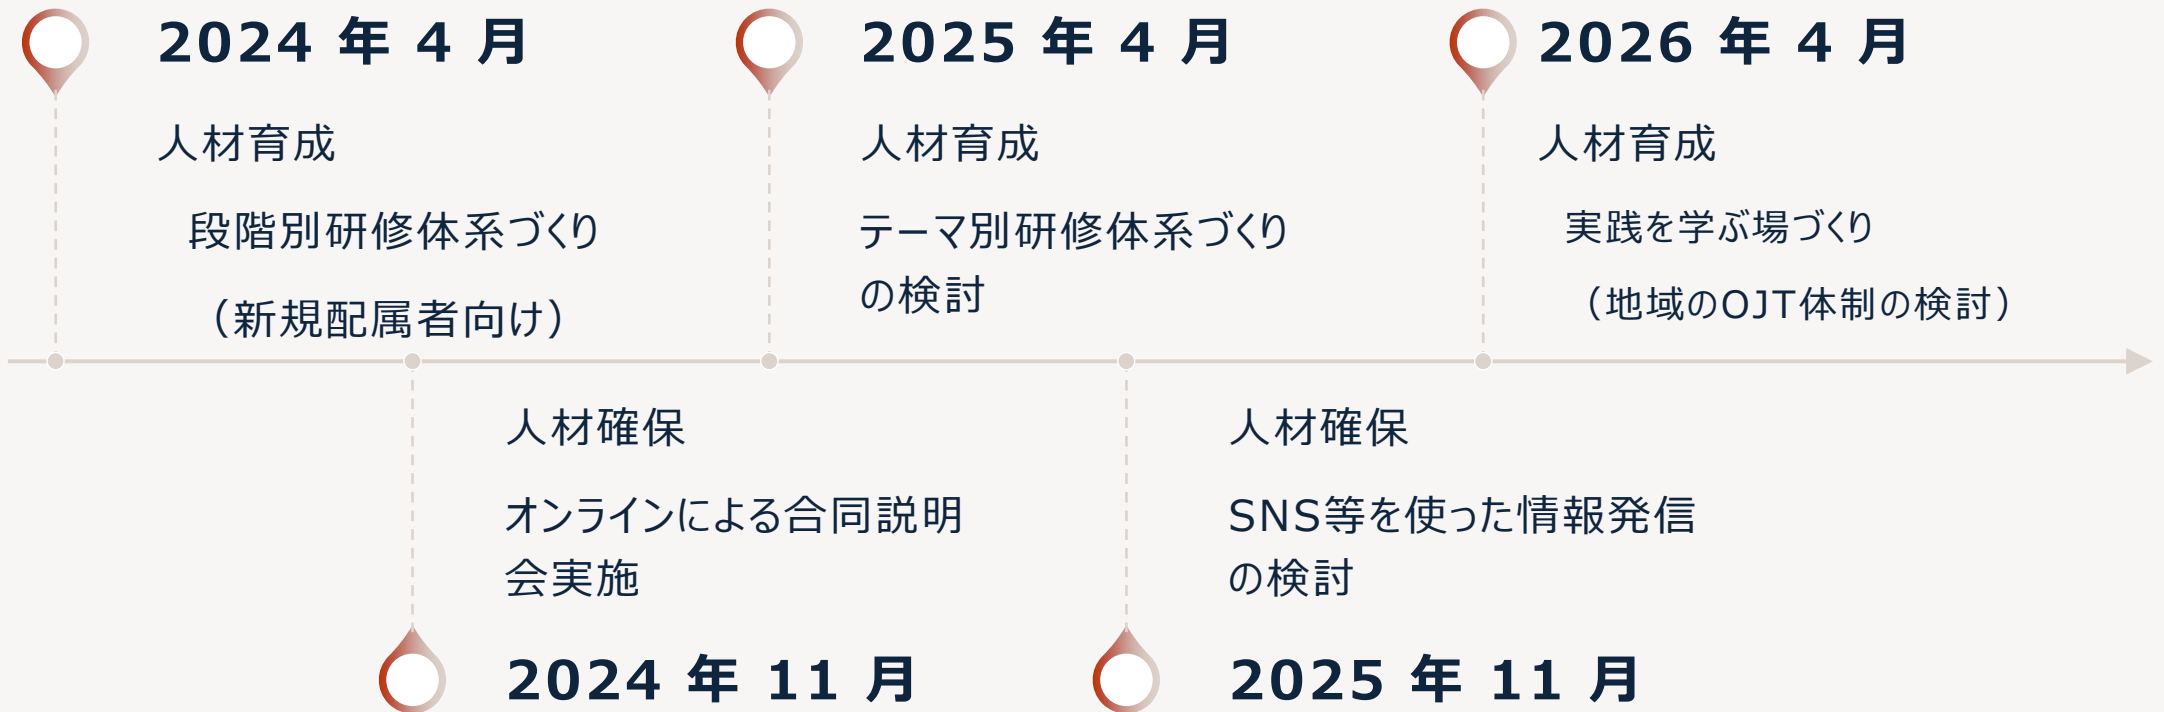 2024 年 4 月
人材育成
段階別研修体系づくり
（新規配属者向け）
2025 年 4 月
人材育成
テーマ別研修体系づくり
の検討
2026 年 4 月
人材育成
実践を学ぶ場づくり
（地域のOJT体制の検討）
人材確保
オンラインによる合同説明
会実施
2024 年 11 月
人材確保
SNS等を使った情報発信
の検討
2025 年 11 月